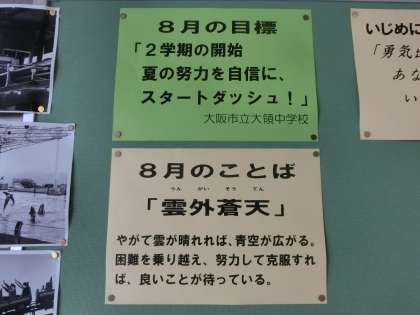 ８月の目標
「２学期の開始
夏の努力を自信に、
スタートダッシュ！」
大阪市立大領中学校
８月のことば
うん がい そう てん
「雲外蒼天」
やがて雲が晴れれば、青空が広がる。
困難を乗り越え、努力して克服すれ
ば、良いことが待っている。
いじめに
「勇気
あな
い